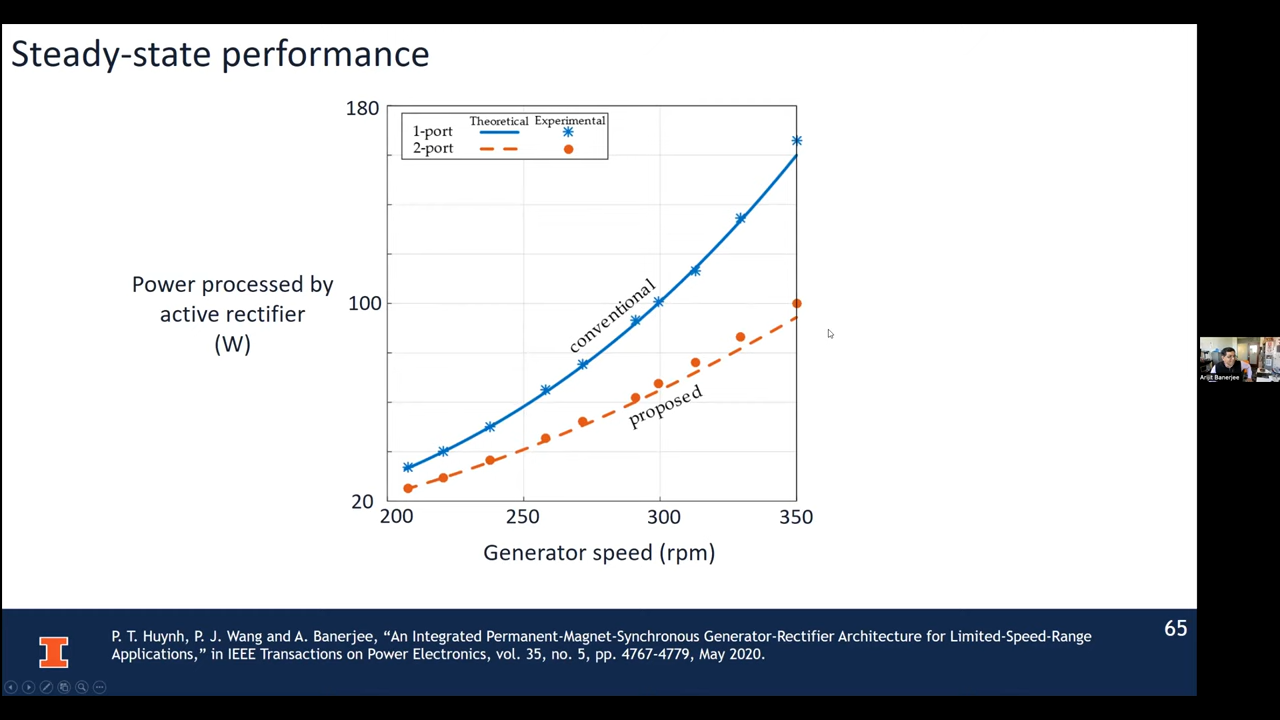 Steady-state performance
180
Theoretical Experimental
1-port
2-port
conventional
Power processed by
active rectifier
(W)
100
proposed
20
200 250 300 350
Generator speed (rpm)
Arijit Banerjee
65
P. T. Huynh, P. J. Wang and A. Banerjee, “An Integrated Permanent-Magnet-Synchronous Generator-Rectifier Architecture for Limited-Speed-Range
Applications,” in IEEE Transactions on Power Electronics, vol. 35, no. 5, pp. 4767-4779, May 2020.